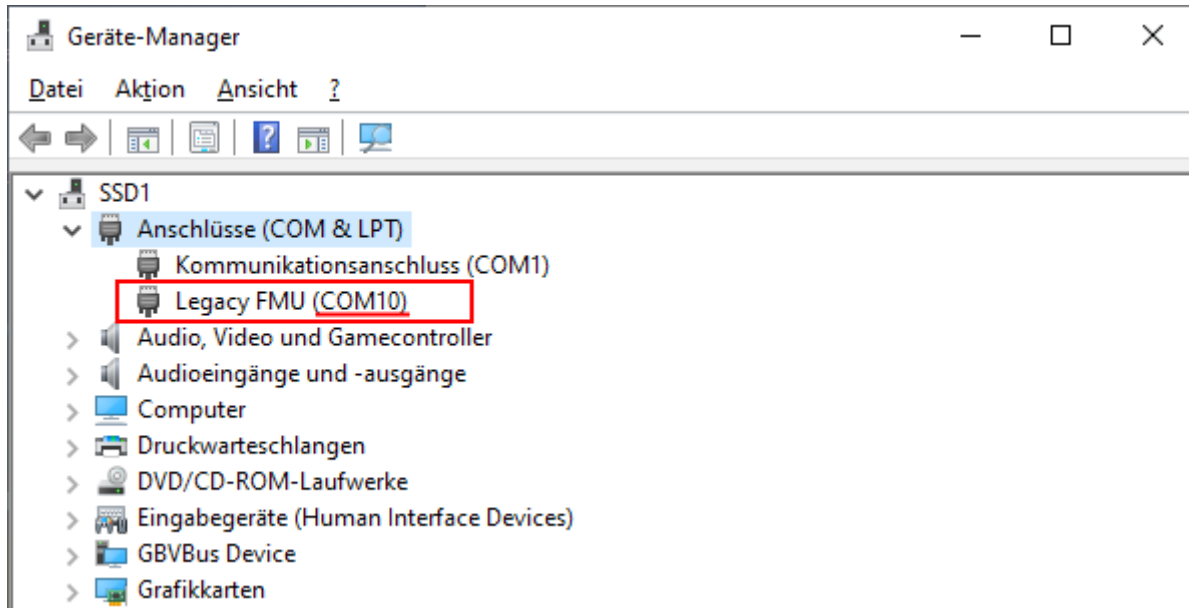 Geräte-Manager
Datei Aktion Ansicht ?
SSD1
Anschlüsse (COM & LPT)
Kommunikationsanschluss (COM1)
Legacy FMU (COM10)
Audio, Video und Gamecontroller
Audioeingänge und -ausgänge
Computer
Druckwarteschlangen
DVD/CD-ROM-Laufwerke
Eingabegeräte (Human Interface Devices)
GBVBus Device
Grafikkarten